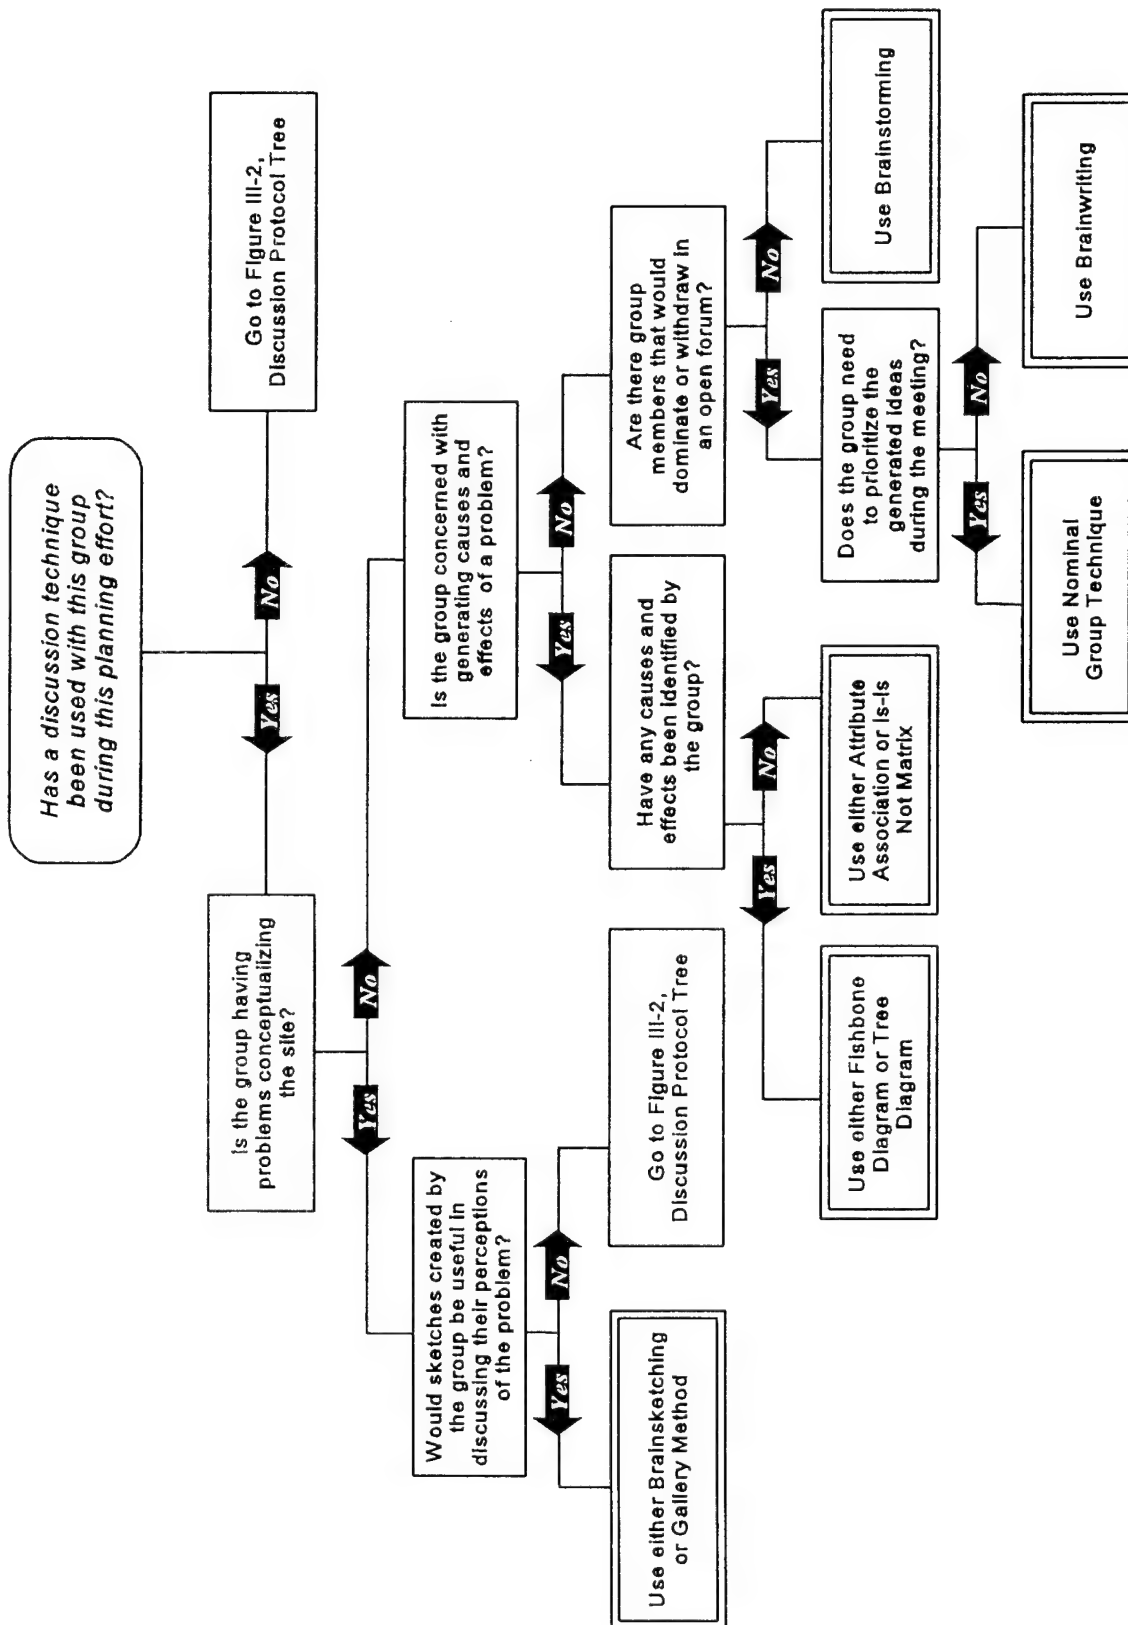 Has a discussion technique
been used with this group
during this planning effort?
Yes
No
Is the group having
problems conceptualizing
the site?
Go to Figure III-2,
Discussion Protocol Tree
Yes
No
Would sketches created by
the group be useful in
discussing their perceptions
of the problem?
Is the group concerned with
generating causes and
effects of a problem?
Yes
No
Yes
No
Use either Brainsketching
or Gallery Method
Go to Figure III-2,
Discussion Protocol Tree
Have any causes and
effects been identified by
the group?
Are there group
members that would
dominate or withdraw in
an open forum?
Yes
No
Yes
No
Use either Fishbone
Diagram or Tree
Diagram
Use either Attribute
Association or Is-Is
Not Matrix
Does the group need
to prioritize the
generated ideas
during the meeting?
Use Brainstorming
Yes
No
Use Nominal
Group Technique
Use Brainwriting